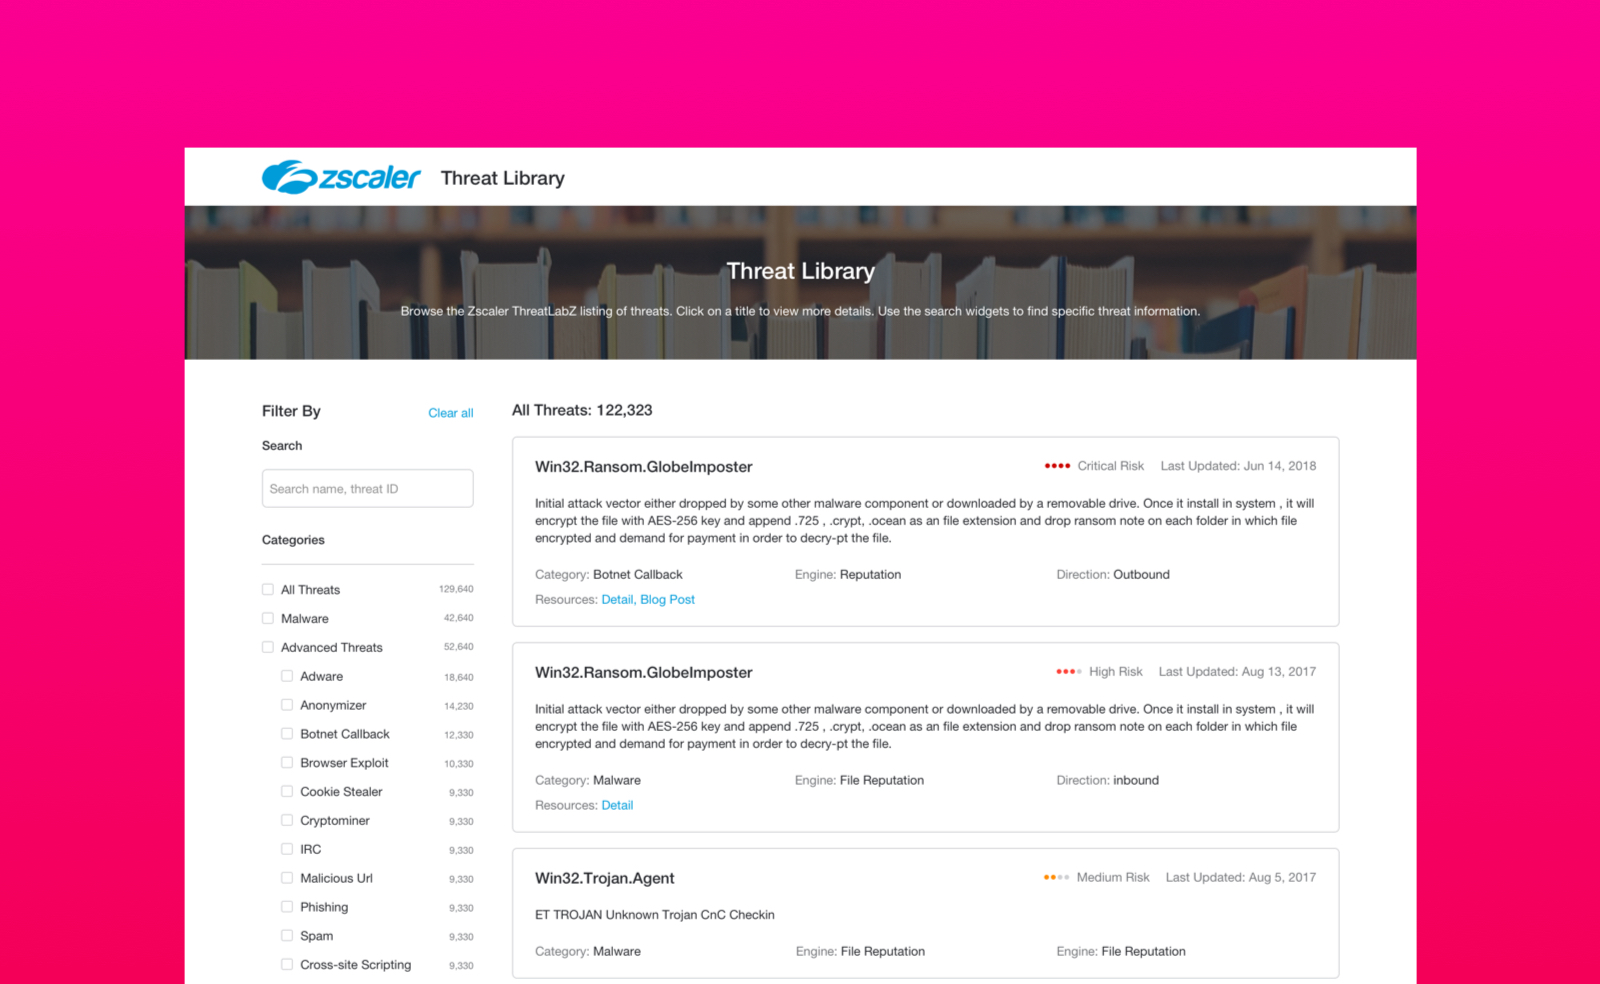 zscaler Threat Library
Threat Library
Browse the Zscaler ThreatLabZ listing of threats. Click on a title to view more details. Use the search widgets to find specific threat information.
Filter By
Clear all
Search
Search name, threat ID
Categories
All Threats 129,640
Malware 42,640
Advanced Threats 52,640
Adware 18,640
Anonymizer 14,230
Botnet Callback 12,330
Browser Exploit 10,330
Cookie Stealer 9,330
Cryptominer 9,330
IRC 9,330
Malicious Url 9,330
Phishing 9,330
Spam 9,330
Cross-site Scripting 9,330
All Threats: 122,323
Win32.Ransom.GlobeImposter
Critical Risk Last Updated: Jun 14, 2018
Initial attack vector either dropped by some other malware component or downloaded by a removable drive. Once it install in system , it will
encrypt the file with AES-256 key and append .725 , .crypt, .ocean as an file extension and drop ransom note on each folder in which file
encrypted and demand for payment in order to decry-pt the file.
Category: Botnet Callback Engine: Reputation Direction: Outbound
Resources: Detail, Blog Post
Win32.Ransom.GlobeImposter
High Risk Last Updated: Aug 13, 2017
Initial attack vector either dropped by some other malware component or downloaded by a removable drive. Once it install in system , it will
encrypt the file with AES-256 key and append .725 , .crypt, .ocean as an file extension and drop ransom note on each folder in which file
encrypted and demand for payment in order to decry-pt the file.
Category: Malware Engine: File Reputation Direction: inbound
Resources: Detail
Win32.Trojan.Agent
Medium Risk Last Updated: Aug 5, 2017
ET TROJAN Unknown Trojan CnC Checkin
Category: Malware Engine: File Reputation Engine: File Reputation